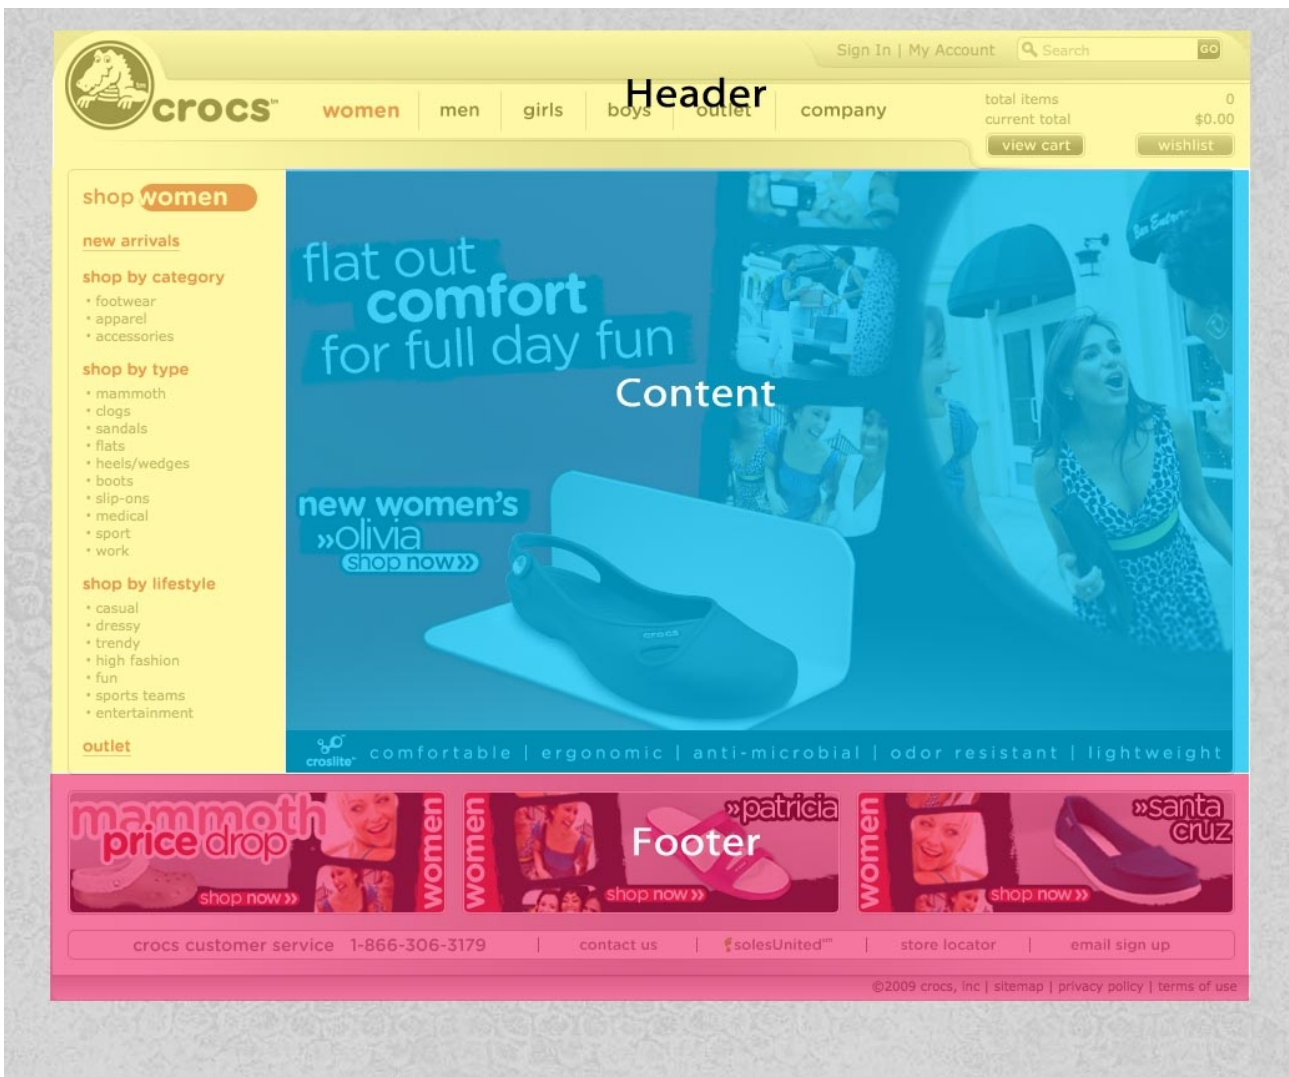 Sign In | My Account
Search
GO
crocs™
women
men
girls
boys
outlet
company
Header
total items 0
current total $0.00
view cart
wishlist
shop women
new arrivals
shop by category
• footwear
• apparel
• accessories
shop by type
• mammoth
• clogs
• sandals
• flats
• heels/wedges
• boots
• slip-ons
• medical
• sport
• work
shop by lifestyle
• casual
• dressy
• trendy
• high fashion
• fun
• sports teams
• entertainment
outlet
flat out
comfort
for full day fun
Content
new women's
»olivia
shop now»
crocs
croslite™
comfortable | ergonomic | anti-microbial | odor resistant | lightweight
mammoth
price drop
shop now»
women
women
»patricia
shop now»
Footer
women
»santa
cruz
shop now»
crocs customer service 1-866-306-3179 | contact us | solesUnited℠ | store locator | email sign up
©2009 crocs, inc | sitemap | privacy policy | terms of use